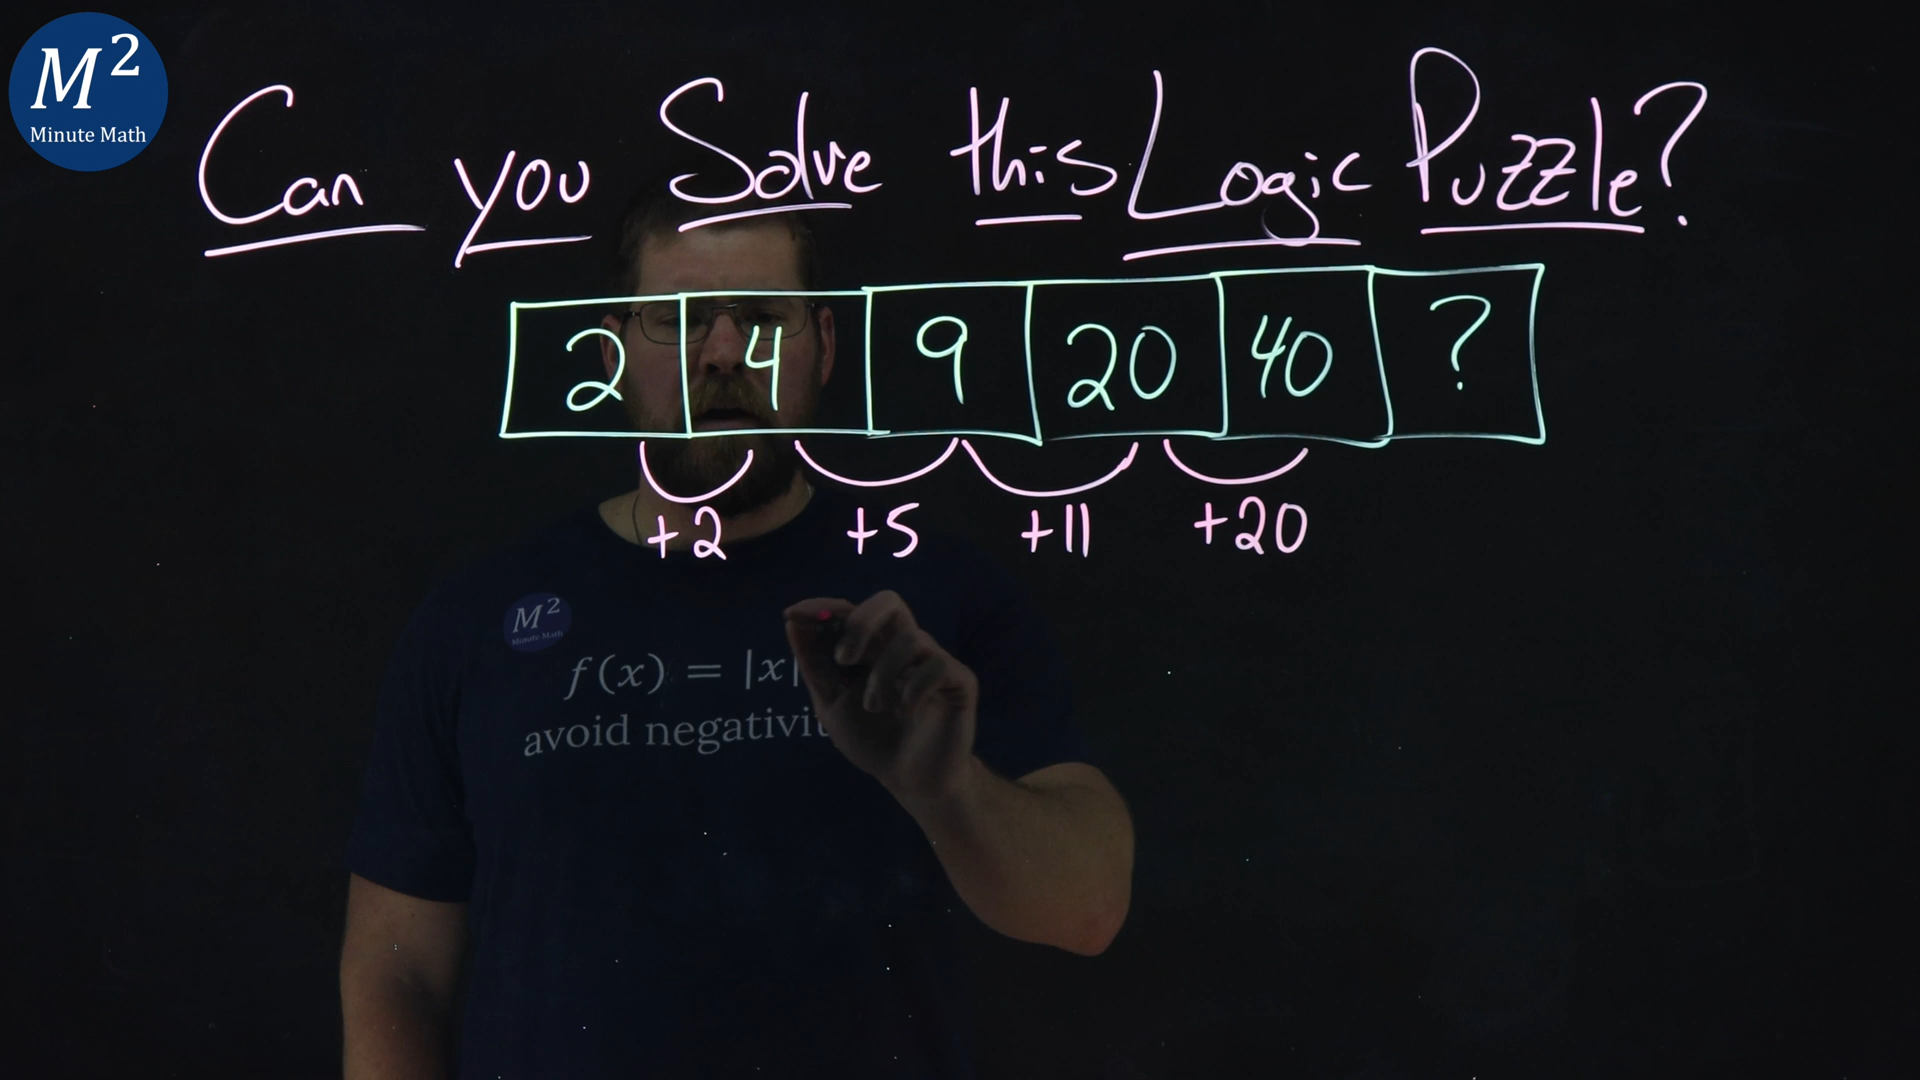 M²
Minute Math
Can you Solve this Logic Puzzle?
2 4 9 20 40 ?
+2 +5 +11 +20
M²
Minute Math
f(x) = |x|
avoid